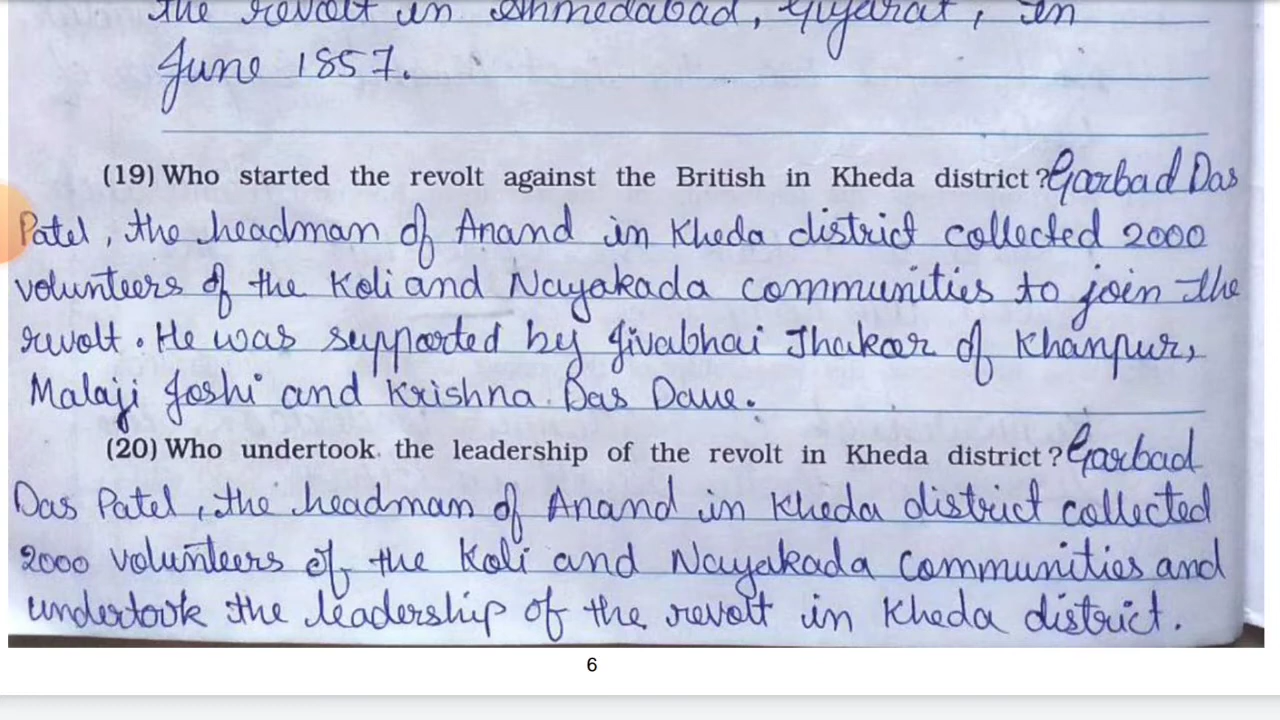 the revolt in Ahmedabad, Gujarat, in
June 1857.
(19) Who started the revolt against the British in Kheda district ? Garbad Das
Patel, the headman of Anand in Kheda district collected 2000
volunteers of the Koli and Nayakada communities to join the
revolt. He was supported by Jivabhai Thakor of Khanpur,
Malaji Joshi and Krishna Das Dave.
(20) Who undertook the leadership of the revolt in Kheda district ? Garbad
Das Patel, the headman of Anand in Kheda district collected
2000 volunteers of the Koli and Nayakada communities and
undertook the leadership of the revolt in Kheda district.
6